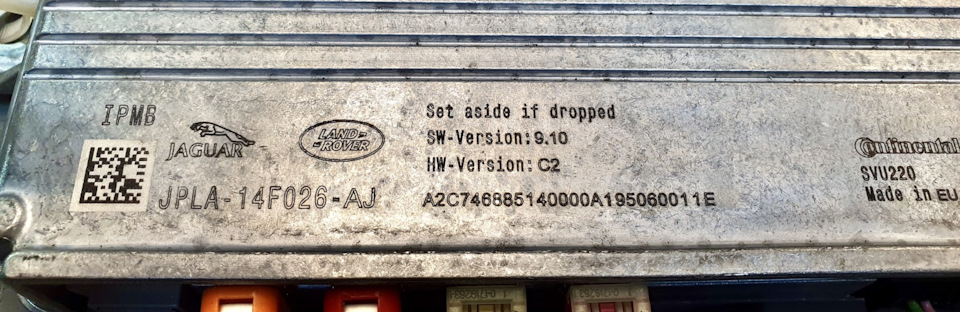 IPMB
JAGUAR
LAND-
-ROVER
JPLA-14F026-AJ
Set aside if dropped
SW-Version:9.10
HW-Version:C2
A2C746885140000A195060011E
Continental
SVU220
Made in EU